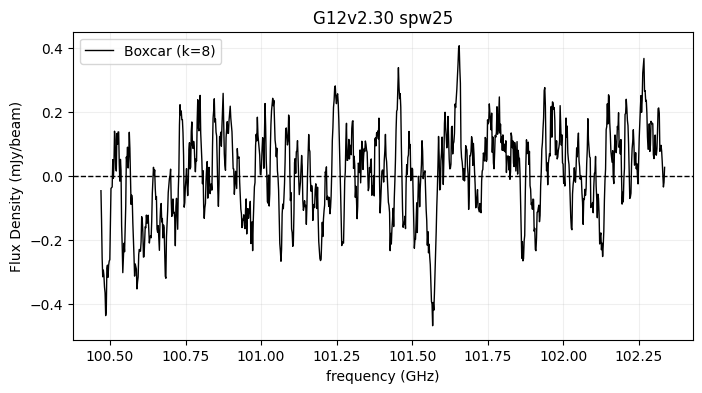 G12v2.30 spw25
Boxcar (k=8)
Flux Density (mJy/beam)
0.4
0.2
0.0
−0.2
−0.4
100.50 100.75 101.00 101.25 101.50 101.75 102.00 102.25
frequency (GHz)